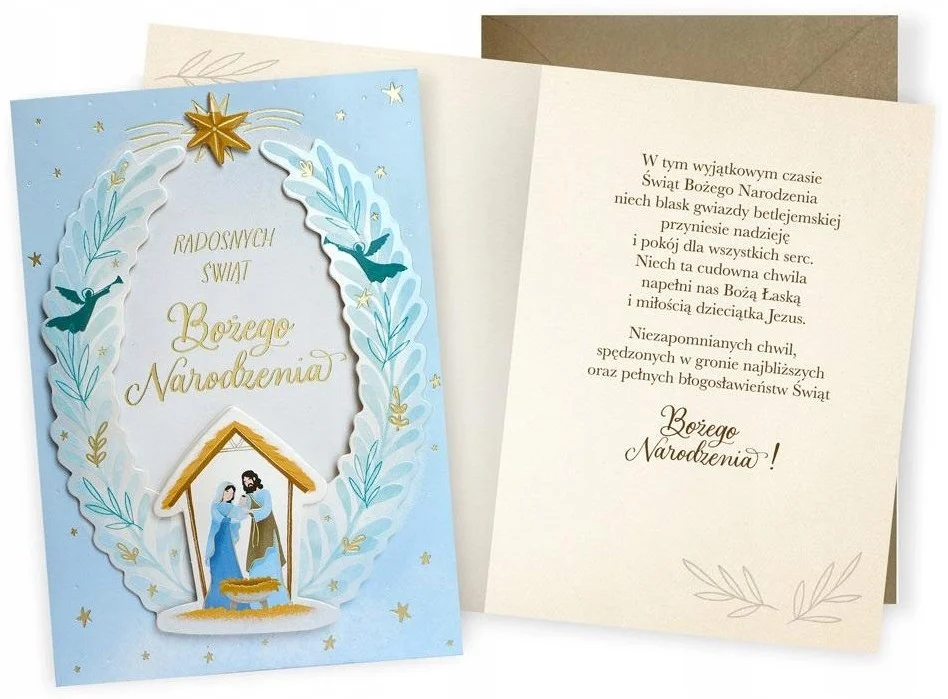 RADOSNYCH
ŚWIĄT
Bożego
Narodzenia
W tym wyjątkowym czasie
Świąt Bożego Narodzenia
niech blask gwiazdy betlejemskiej
przyniesie nadzieję
i pokój dla wszystkich serc.
Niech ta cudowna chwila
napełni nas Bożą Łaską
i miłością dzieciątka Jezus.
Niezapomnianych chwil,
spędzonych w gronie najbliższych
oraz pełnych błogosławieństw Świąt
Bożego
Narodzenia!